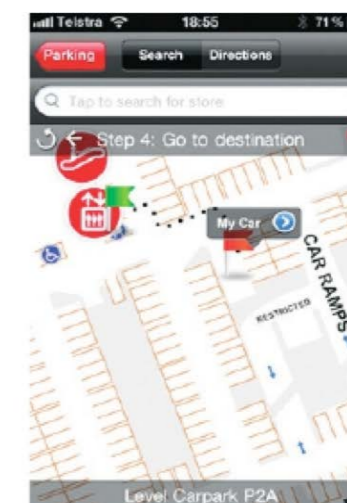 Telstra 18:55 71%
Parking Search Directions
Tap to search for store
Step 4: Go to destination
My Car
CAR RAMPS
RESTRICTED
Level Carpark P2A